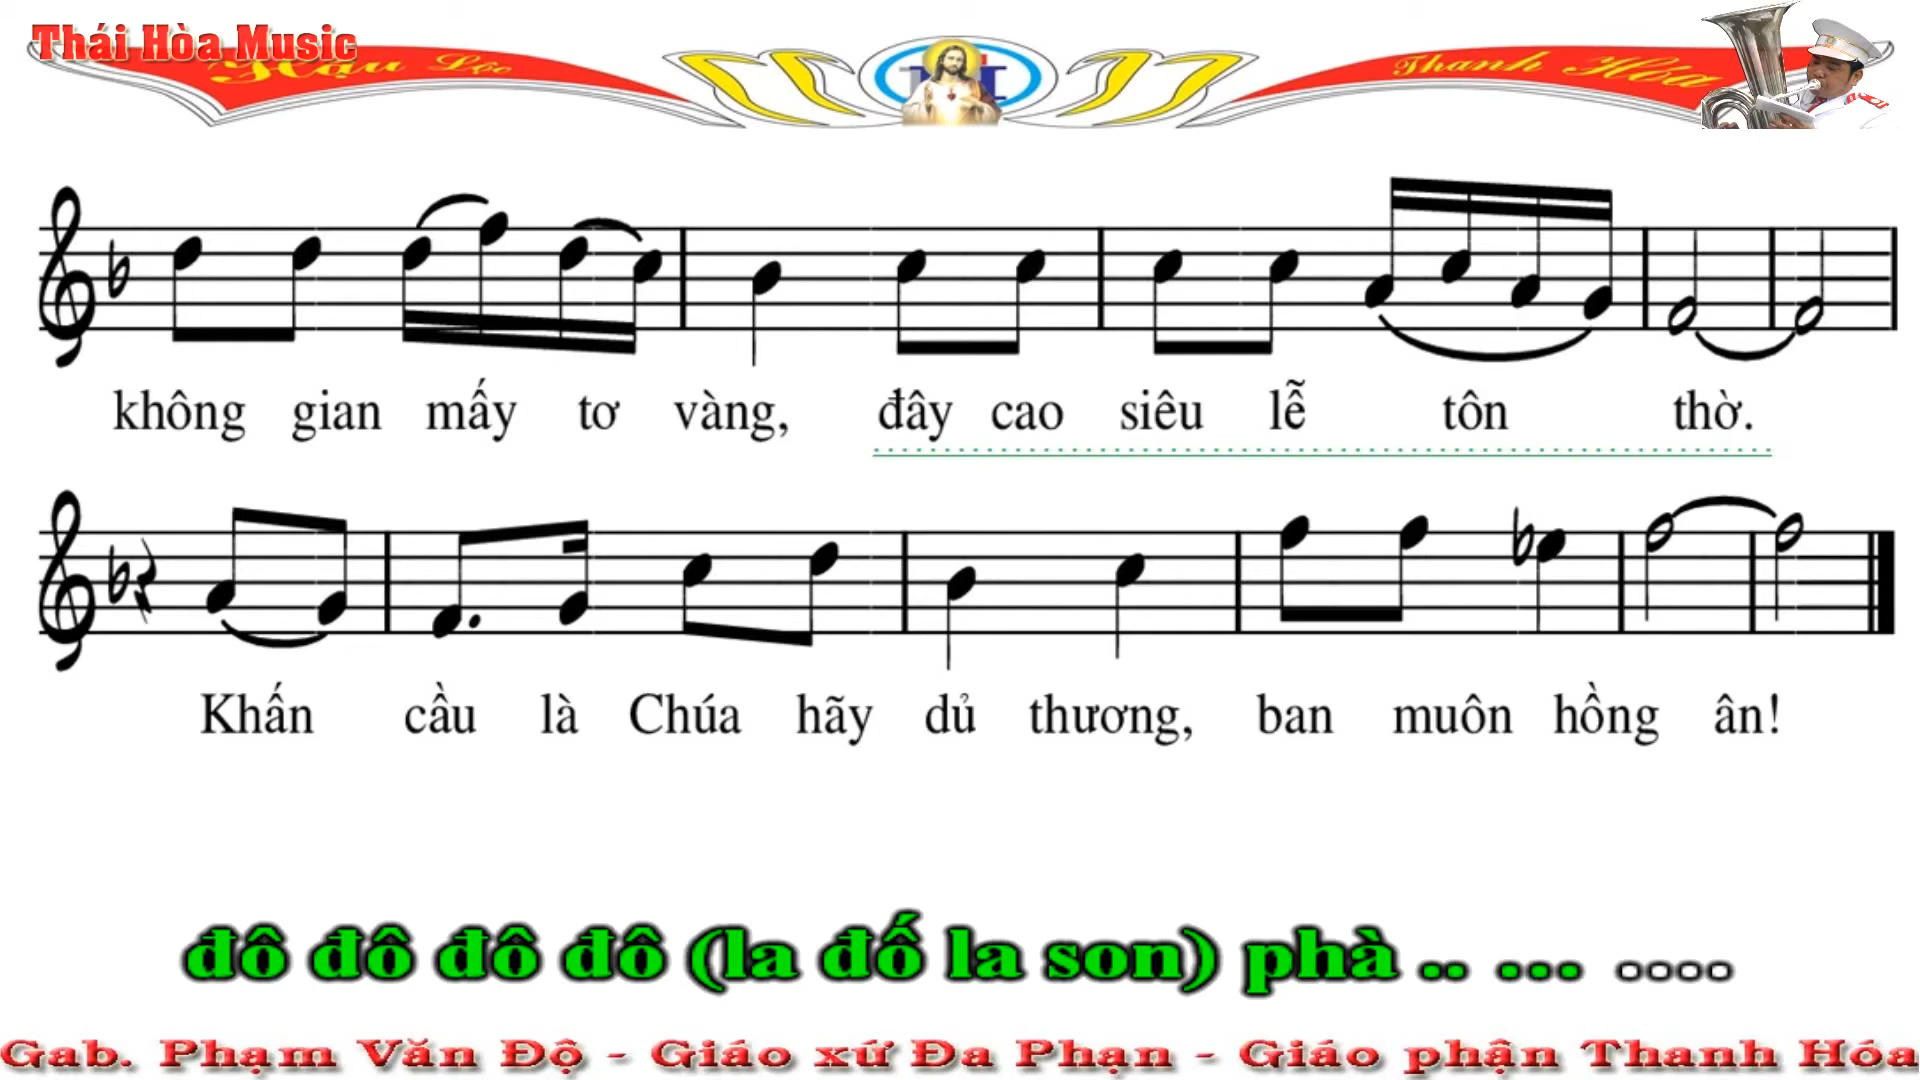 Thái Hòa Music
Hậu Lộc
Thanh Hóa
không gian mấy tơ vàng, đây cao siêu lễ tôn thờ.
Khấn cầu là Chúa hãy dủ thương, ban muôn hồng ân!
đô đô đô đô (la đố la son) phà .. ... ....
Gab. Phạm Văn Độ - Giáo xứ Đa Phạn - Giáo phận Thanh Hóa